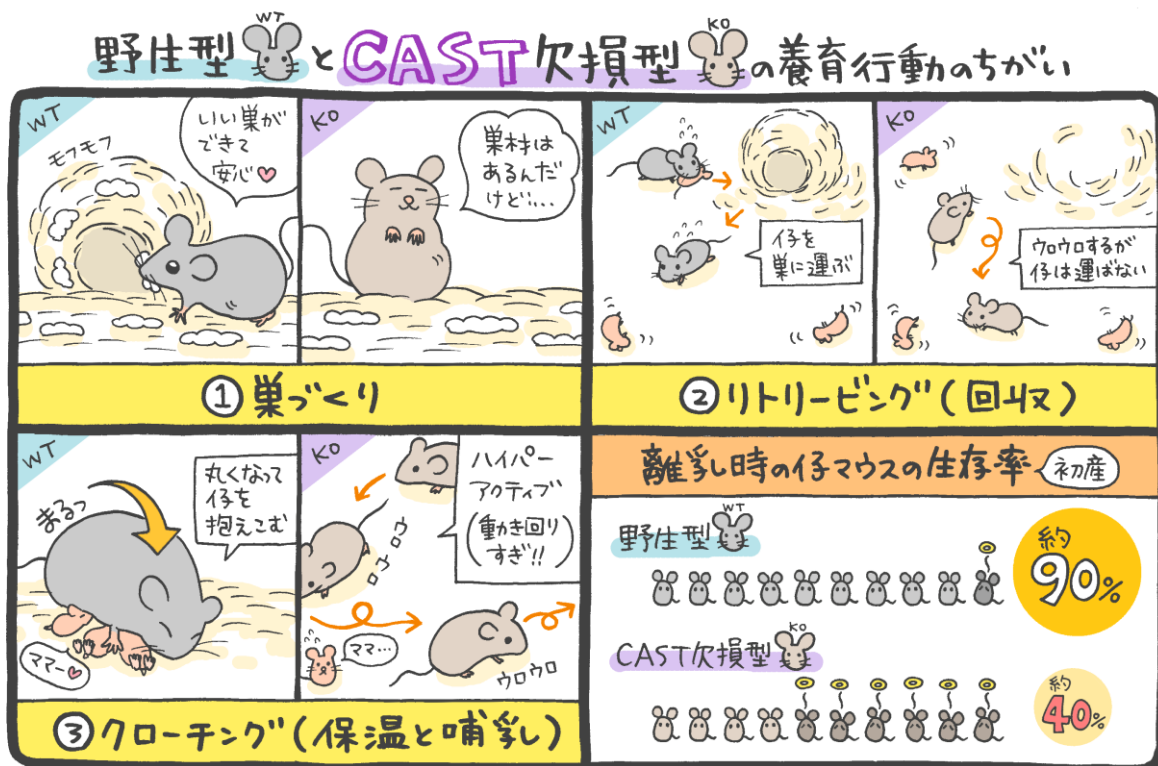 WT
KO
野生型とCAST欠損型の養育行動のちがい
WT
モフモフ
いい巣が
できて
安心♥
KO
巣材は
あるんだ
けど…..
①巣づくり
WT
仔を
巣に運ぶ
KO
ウロウロするが
仔は運ばない
②リトリービング(回収)
WT
まるっ
丸くなって
仔を
抱えこむ
ママー♥
KO
ハイパー
アクティブ
(動き回り
すぎ!!)
ウロウロ
ママ…
ウロウロ
③クローチング(保温と哺乳)
離乳時の仔マウスの生存率 初産
WT
野生型
約
90%
KO
CAST欠損型
約
40%